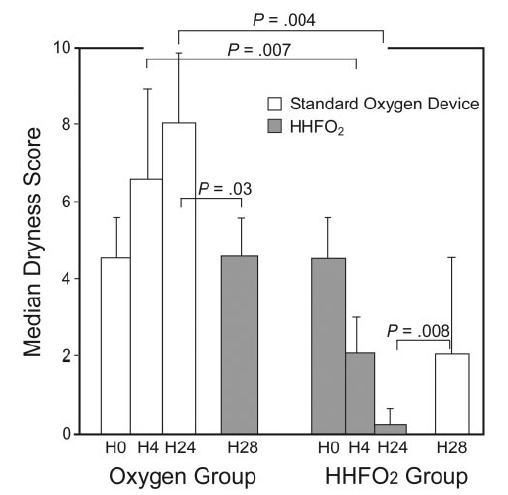 P = .004
10
P = .007
Standard Oxygen Device
HHFO₂
8
6
P = .03
4
P = .008
2
0
Median Dryness Score
H0 H4 H24 H28 H0 H4 H24 H28
Oxygen Group HHFO2 Group